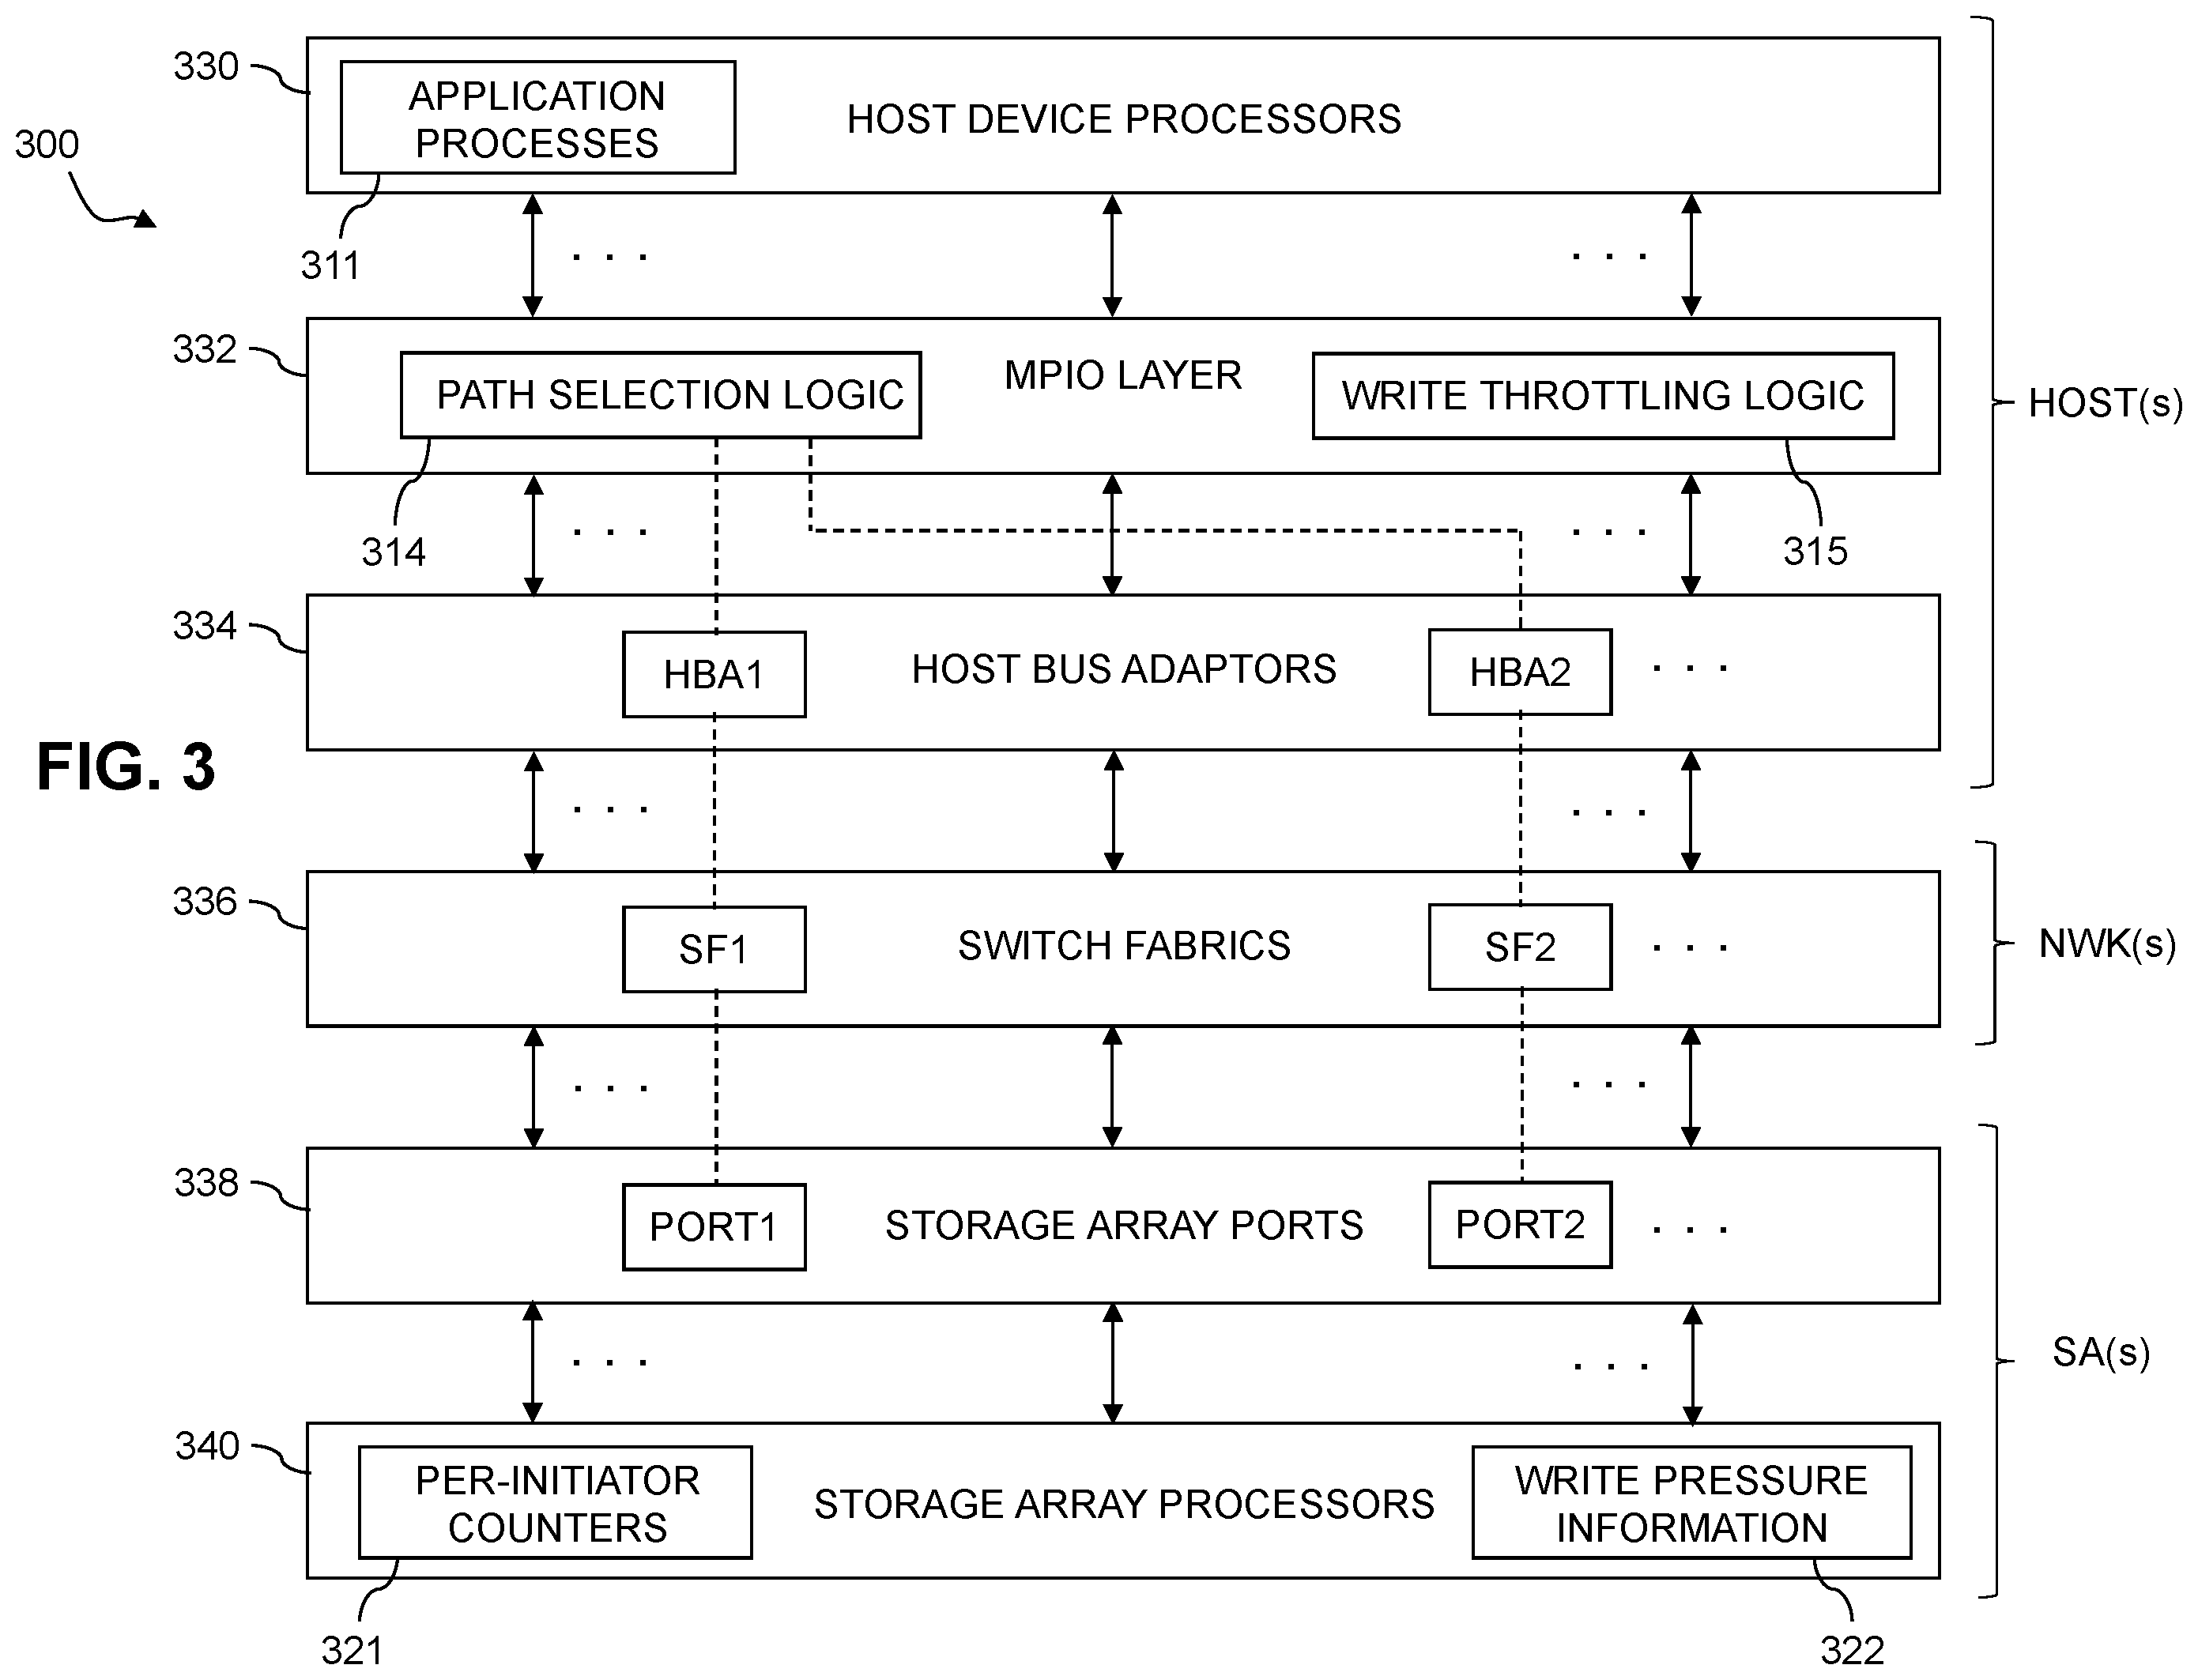 330
APPLICATION
PROCESSES
HOST DEVICE PROCESSORS
300
311
. . .
. . .
332
PATH SELECTION LOGIC
MPIO LAYER
WRITE THROTTLING LOGIC
HOST(s)
314
. . .
. . .
315
334
HBA1
HOST BUS ADAPTORS
HBA2
. . .
FIG. 3
. . .
. . .
336
SF1
SWITCH FABRICS
SF2
. . .
NWK(s)
. . .
. . .
338
PORT1
STORAGE ARRAY PORTS
PORT2
. . .
. . .
. . .
SA(s)
340
PER-INITIATOR
COUNTERS
STORAGE ARRAY PROCESSORS
WRITE PRESSURE
INFORMATION
321
322